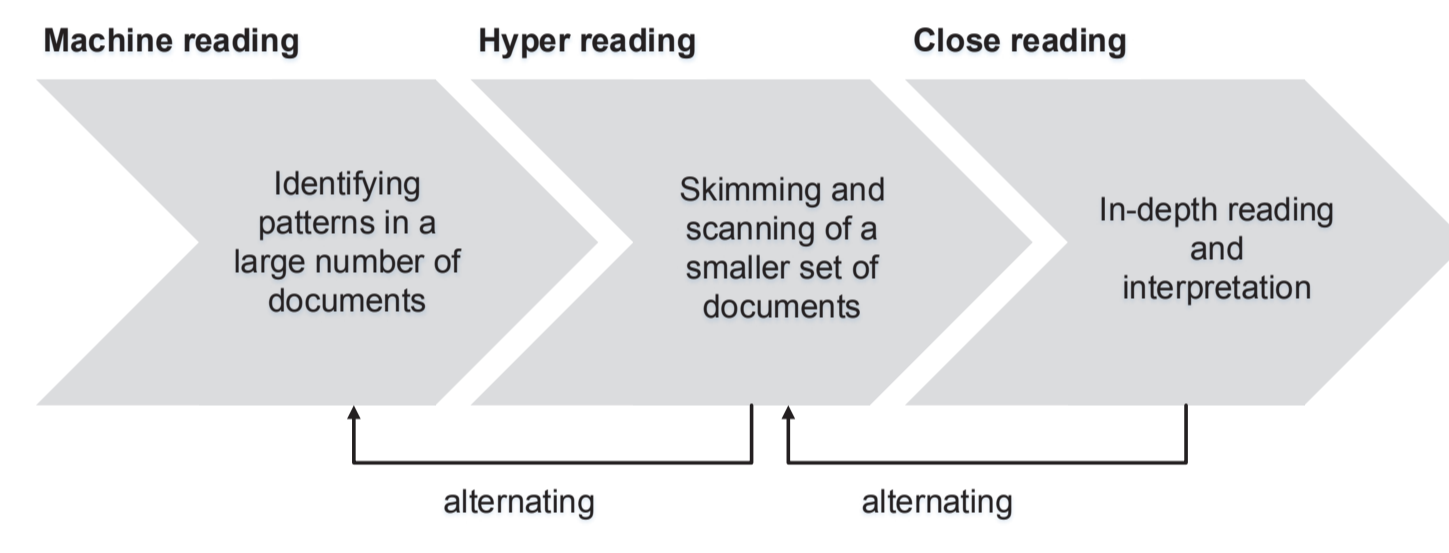 Machine reading
Hyper reading
Close reading
Identifying
patterns in a
large number of
documents
Skimming and
scanning of a
smaller set of
documents
In-depth reading
and
interpretation
alternating
alternating